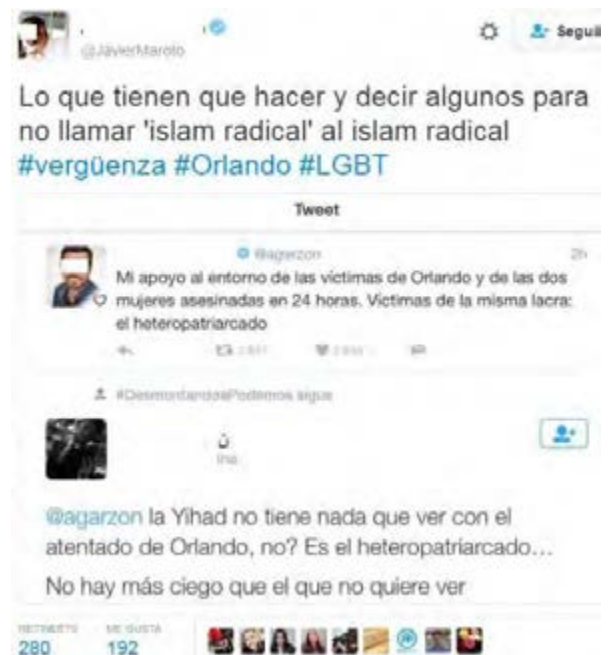 @JavierMaroto
Seguir
Lo que tienen que hacer y decir algunos para
no llamar 'islam radical' al islam radical
#vergüenza #Orlando #LGBT
Tweet
@agarzon
2h
Mi apoyo al entorno de las víctimas de Orlando y de las dos
mujeres asesinadas en 24 horas. Víctimas de la misma lacra:
el heteropatriarcado
sigue
ن
@agarzon la Yihad no tiene nada que ver con el
atentado de Orlando, no? Es el heteropatriarcado...
No hay más ciego que el que no quiere ver
RETWEETS
ME GUSTA
280
192